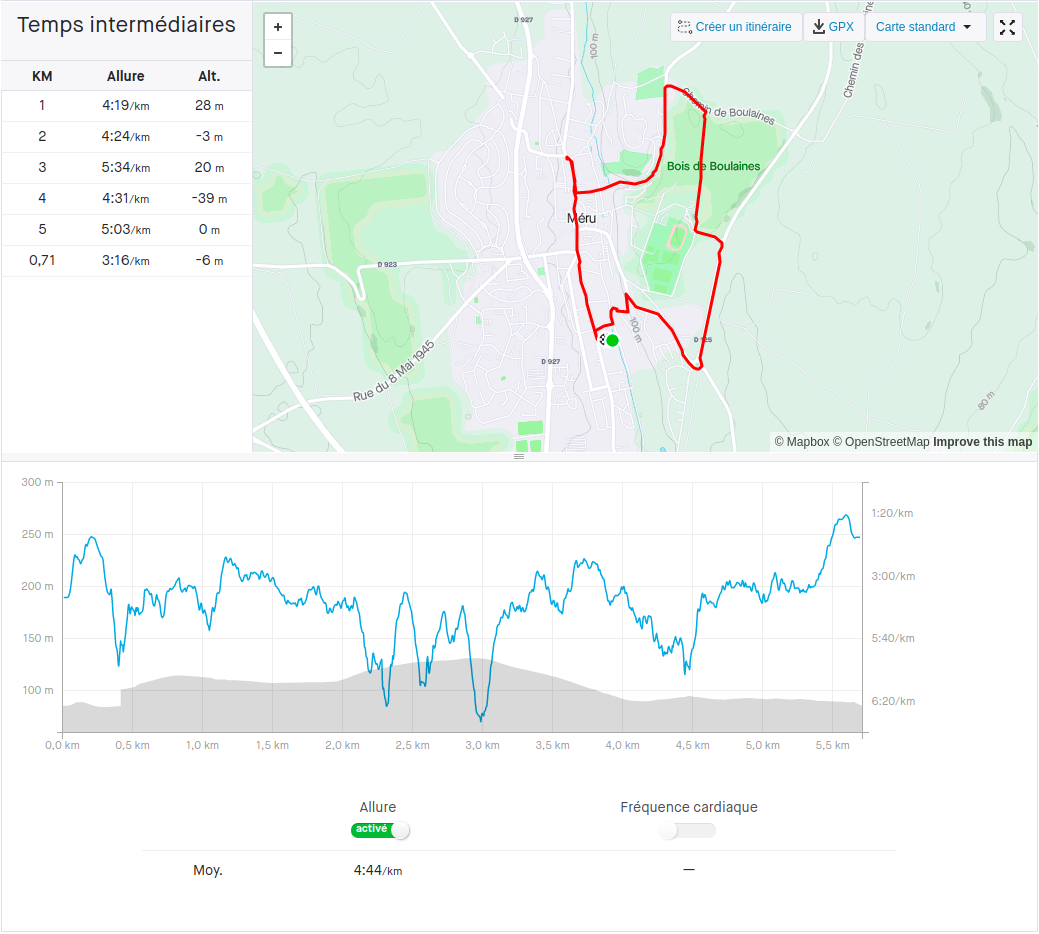 Temps intermédiaires
KM Allure Alt.
1 4:19/km 28 m
2 4:24/km -3 m
3 5:34/km 20 m
4 4:31/km -39 m
5 5:03/km 0 m
0,71 3:16/km -6 m
+
−
Créer un itinéraire
GPX
Carte standard
D 927
100 m
Chemin des
Chemin de Boulaines
Bois de Boulaines
Méru
D 923
100 m
D 927
Rue du 8 Mai 1945
80 m
© Mapbox © OpenStreetMap Improve this map
300 m
250 m
200 m
150 m
100 m
1:20/km
3:00/km
5:40/km
6:20/km
0,0 km 0,5 km 1,0 km 1,5 km 2,0 km 2,5 km 3,0 km 3,5 km 4,0 km 4,5 km 5,0 km 5,5 km
Allure Fréquence cardiaque
activé
Moy. 4:44/km —